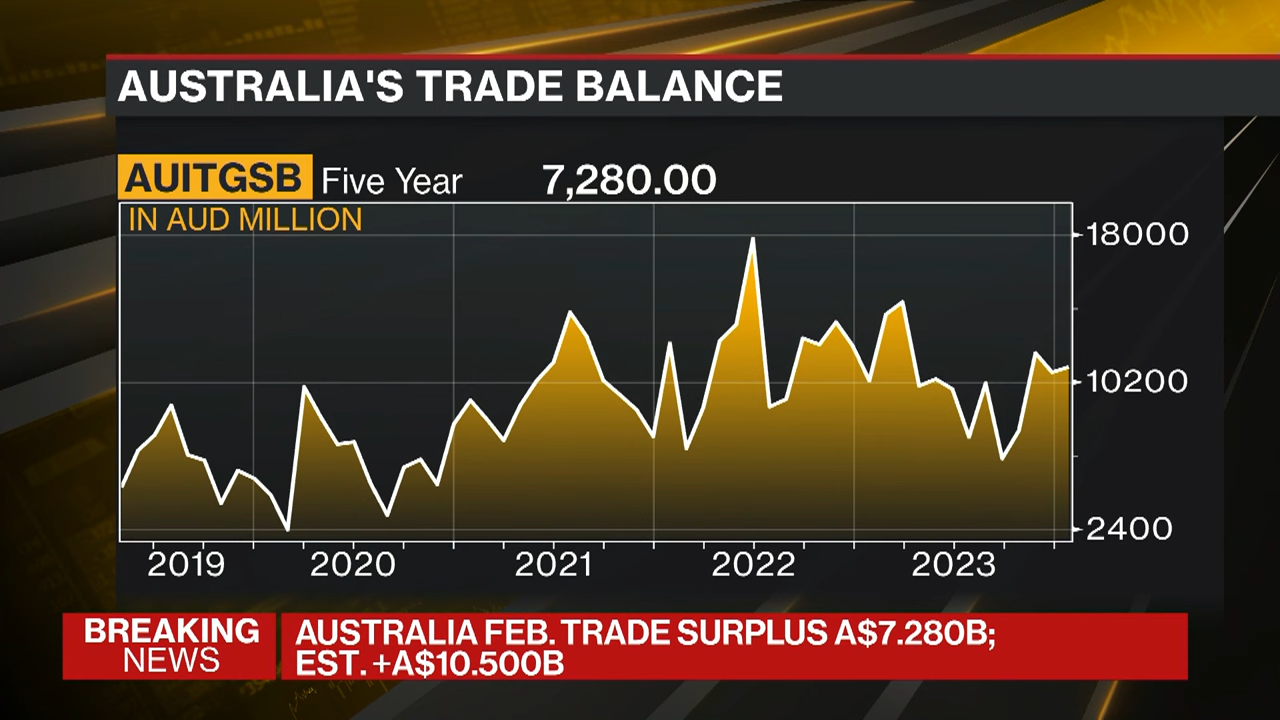 AUSTRALIA'S TRADE BALANCE
AUITGSB Five Year 7,280.00
IN AUD MILLION
18000
10200
2400
2019 2020 2021 2022 2023
BREAKING NEWS
AUSTRALIA FEB. TRADE SURPLUS A$7.280B;
EST. +A$10.500B